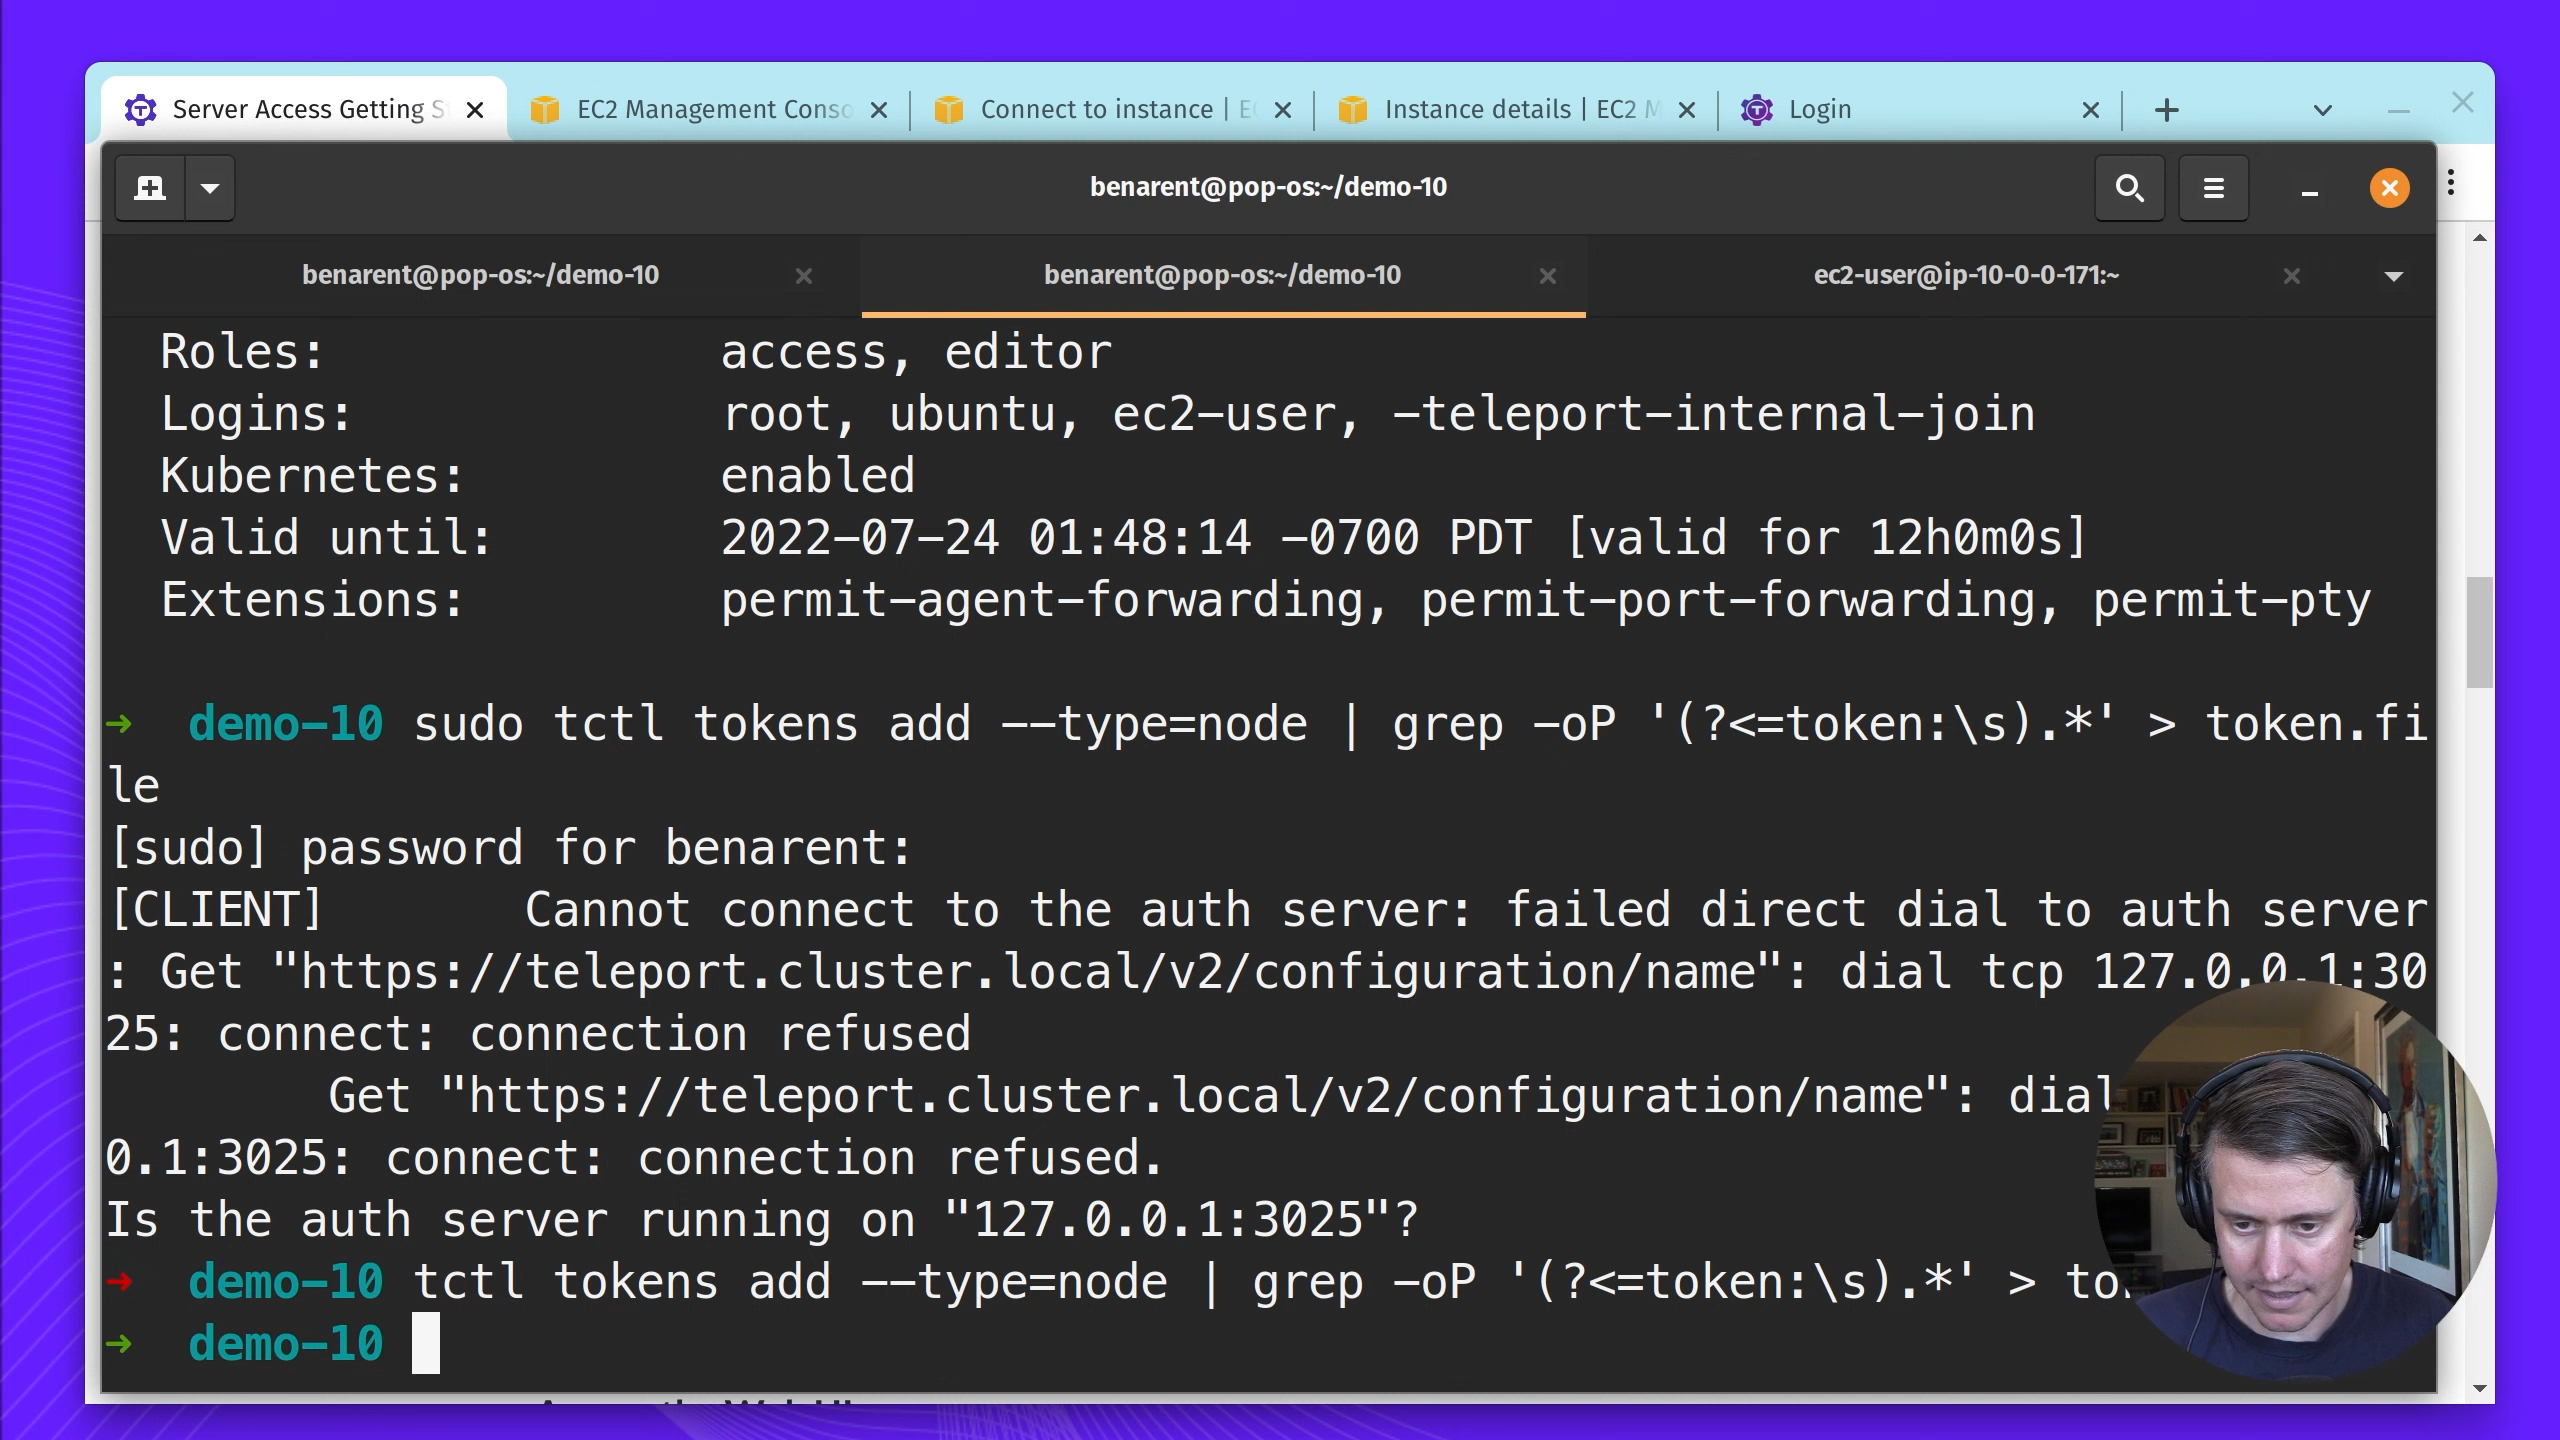 Server Access Getting S
EC2 Management Conso
Connect to instance | E
Instance details | EC2 M
Login
benarent@pop-os:~/demo-10
benarent@pop-os:~/demo-10
benarent@pop-os:~/demo-10
ec2-user@ip-10-0-0-171:~
Roles: access, editor
Logins: root, ubuntu, ec2-user, -teleport-internal-join
Kubernetes: enabled
Valid until: 2022-07-24 01:48:14 -0700 PDT [valid for 12h0m0s]
Extensions: permit-agent-forwarding, permit-port-forwarding, permit-pty
➜ demo-10 sudo tctl tokens add --type=node | grep -oP '(?<=token:\s).*' > token.fi
le
[sudo] password for benarent:
[CLIENT] Cannot connect to the auth server: failed direct dial to auth server
: Get "https://teleport.cluster.local/v2/configuration/name": dial tcp 127.0.0.1:30
25: connect: connection refused
Get "https://teleport.cluster.local/v2/configuration/name": dial
0.1:3025: connect: connection refused.
Is the auth server running on "127.0.0.1:3025"?
➜ demo-10 tctl tokens add --type=node | grep -oP '(?<=token:\s).*' > to
➜ demo-10